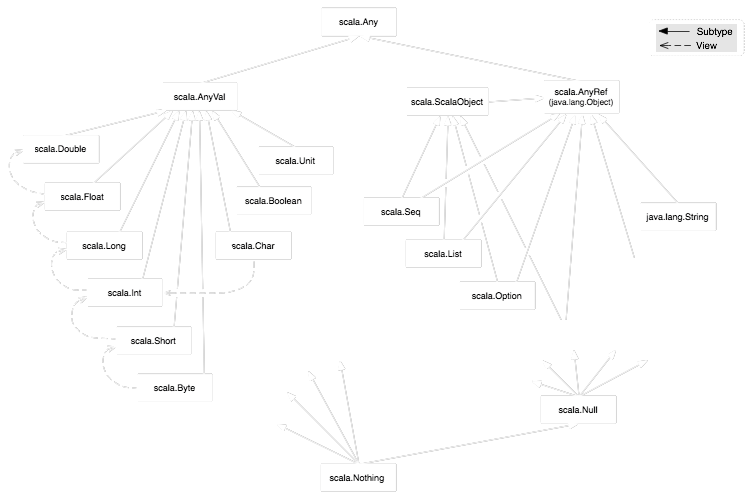 scala.Any
Subtype
View
scala.AnyVal
scala.ScalaObject
scala.AnyRef
(java.lang.Object)
scala.Double
scala.Unit
scala.Float
scala.Boolean
scala.Seq
java.lang.String
scala.Long
scala.Char
scala.List
scala.Int
scala.Option
scala.Short
scala.Byte
scala.Null
scala.Nothing